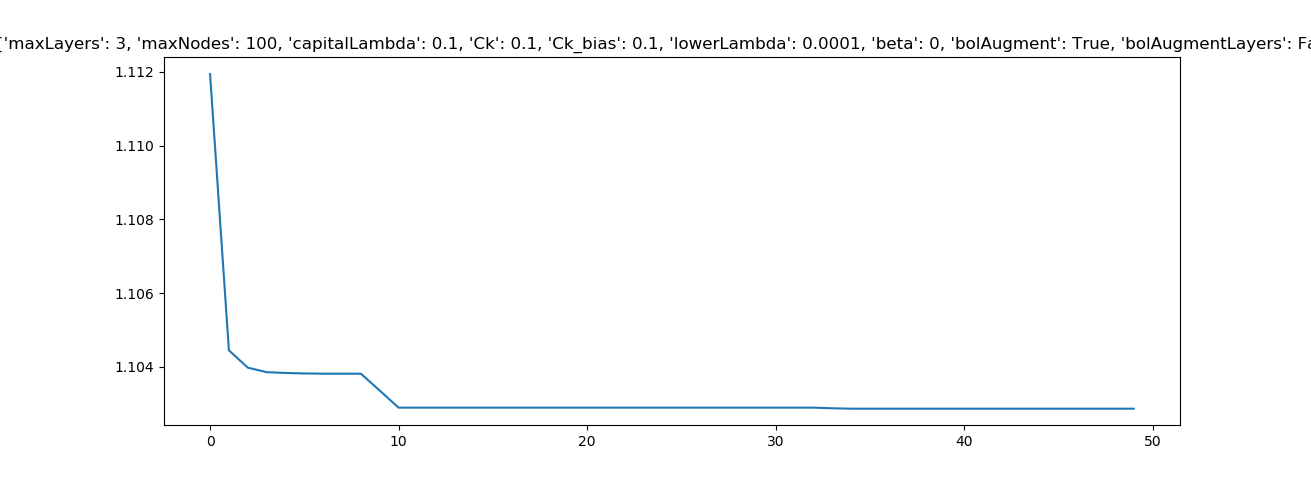 'maxLayers': 3, 'maxNodes': 100, 'capitalLambda': 0.1, 'Ck': 0.1, 'Ck_bias': 0.1, 'lowerLambda': 0.0001, 'beta': 0, 'bolAugment': True, 'bolAugmentLayers':
1.112
1.110
1.108
1.106
1.104
0 10 20 30 40 50